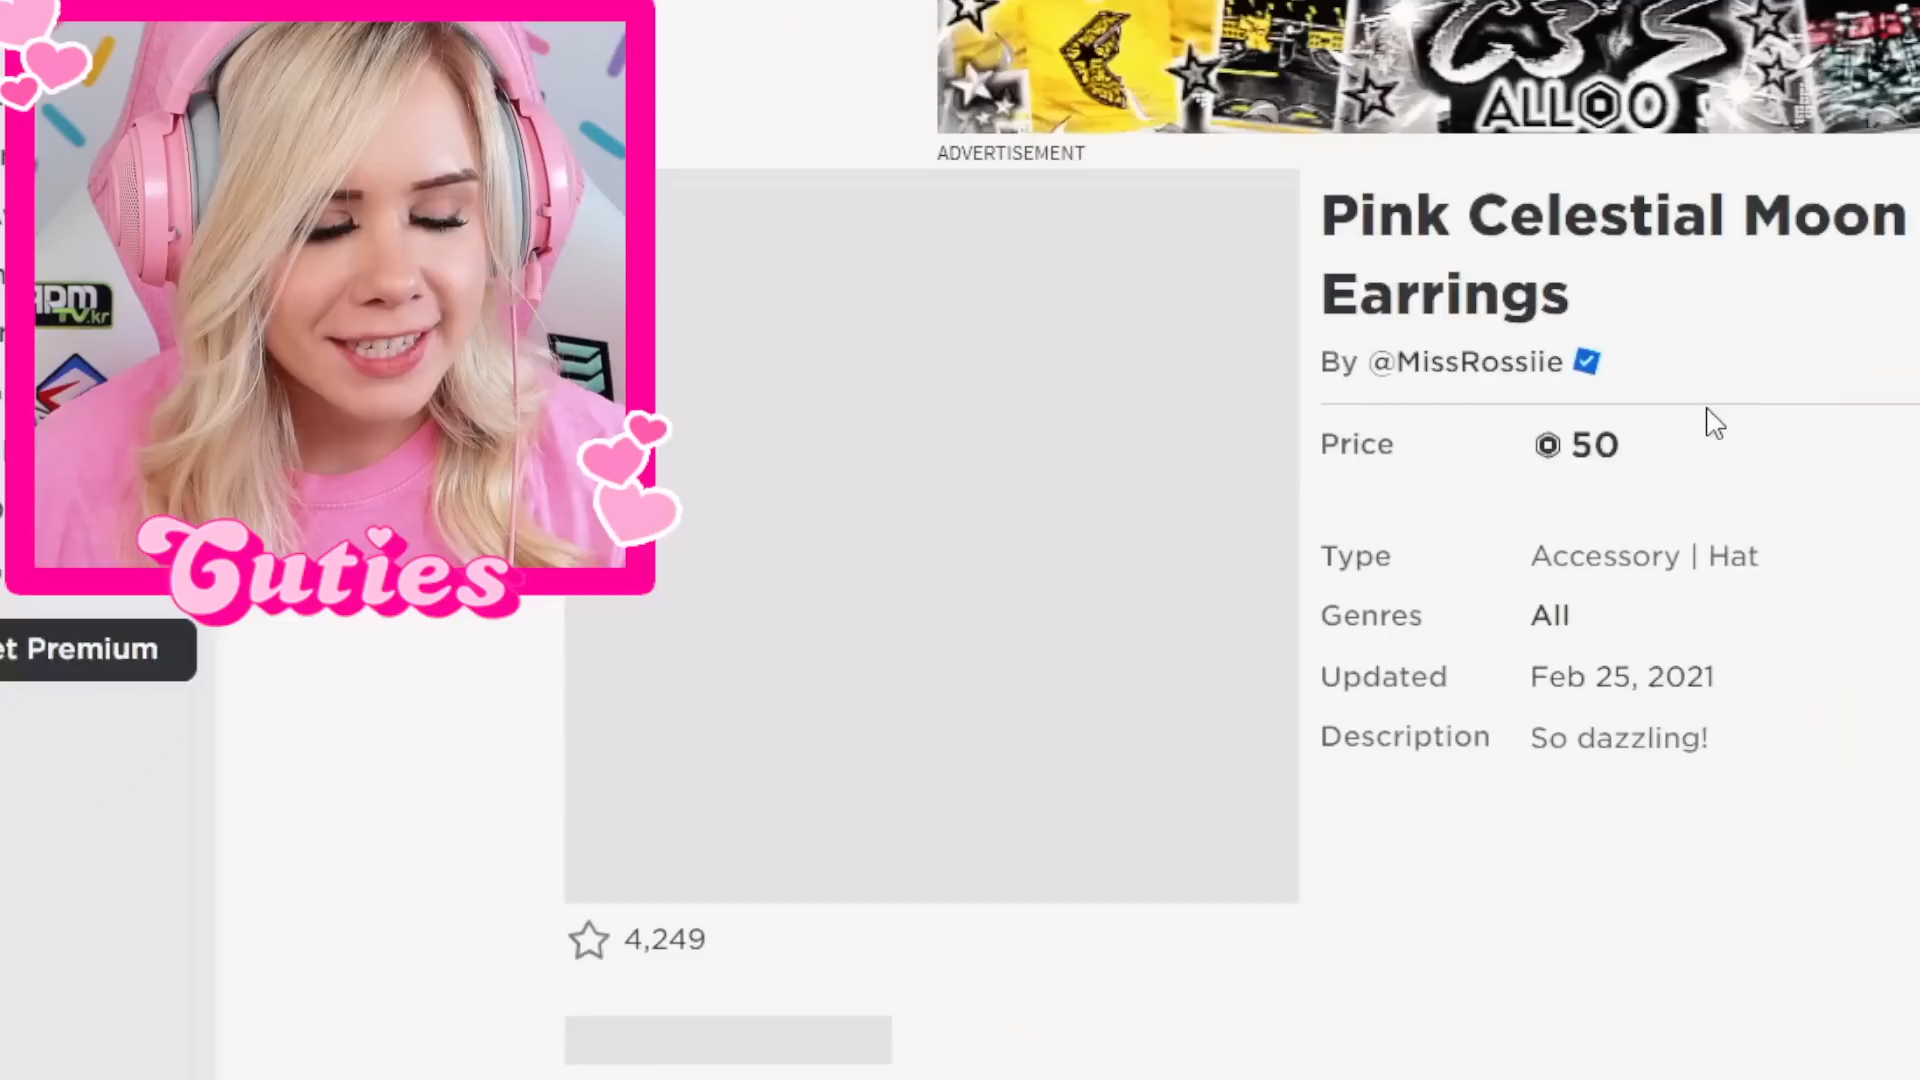 ALLOO
ADVERTISEMENT
Pink Celestial Moon
Earrings
By @MissRossiie
Price 50
Type Accessory | Hat
Genres All
Updated Feb 25, 2021
Description So dazzling!
Cuties
et Premium
4,249